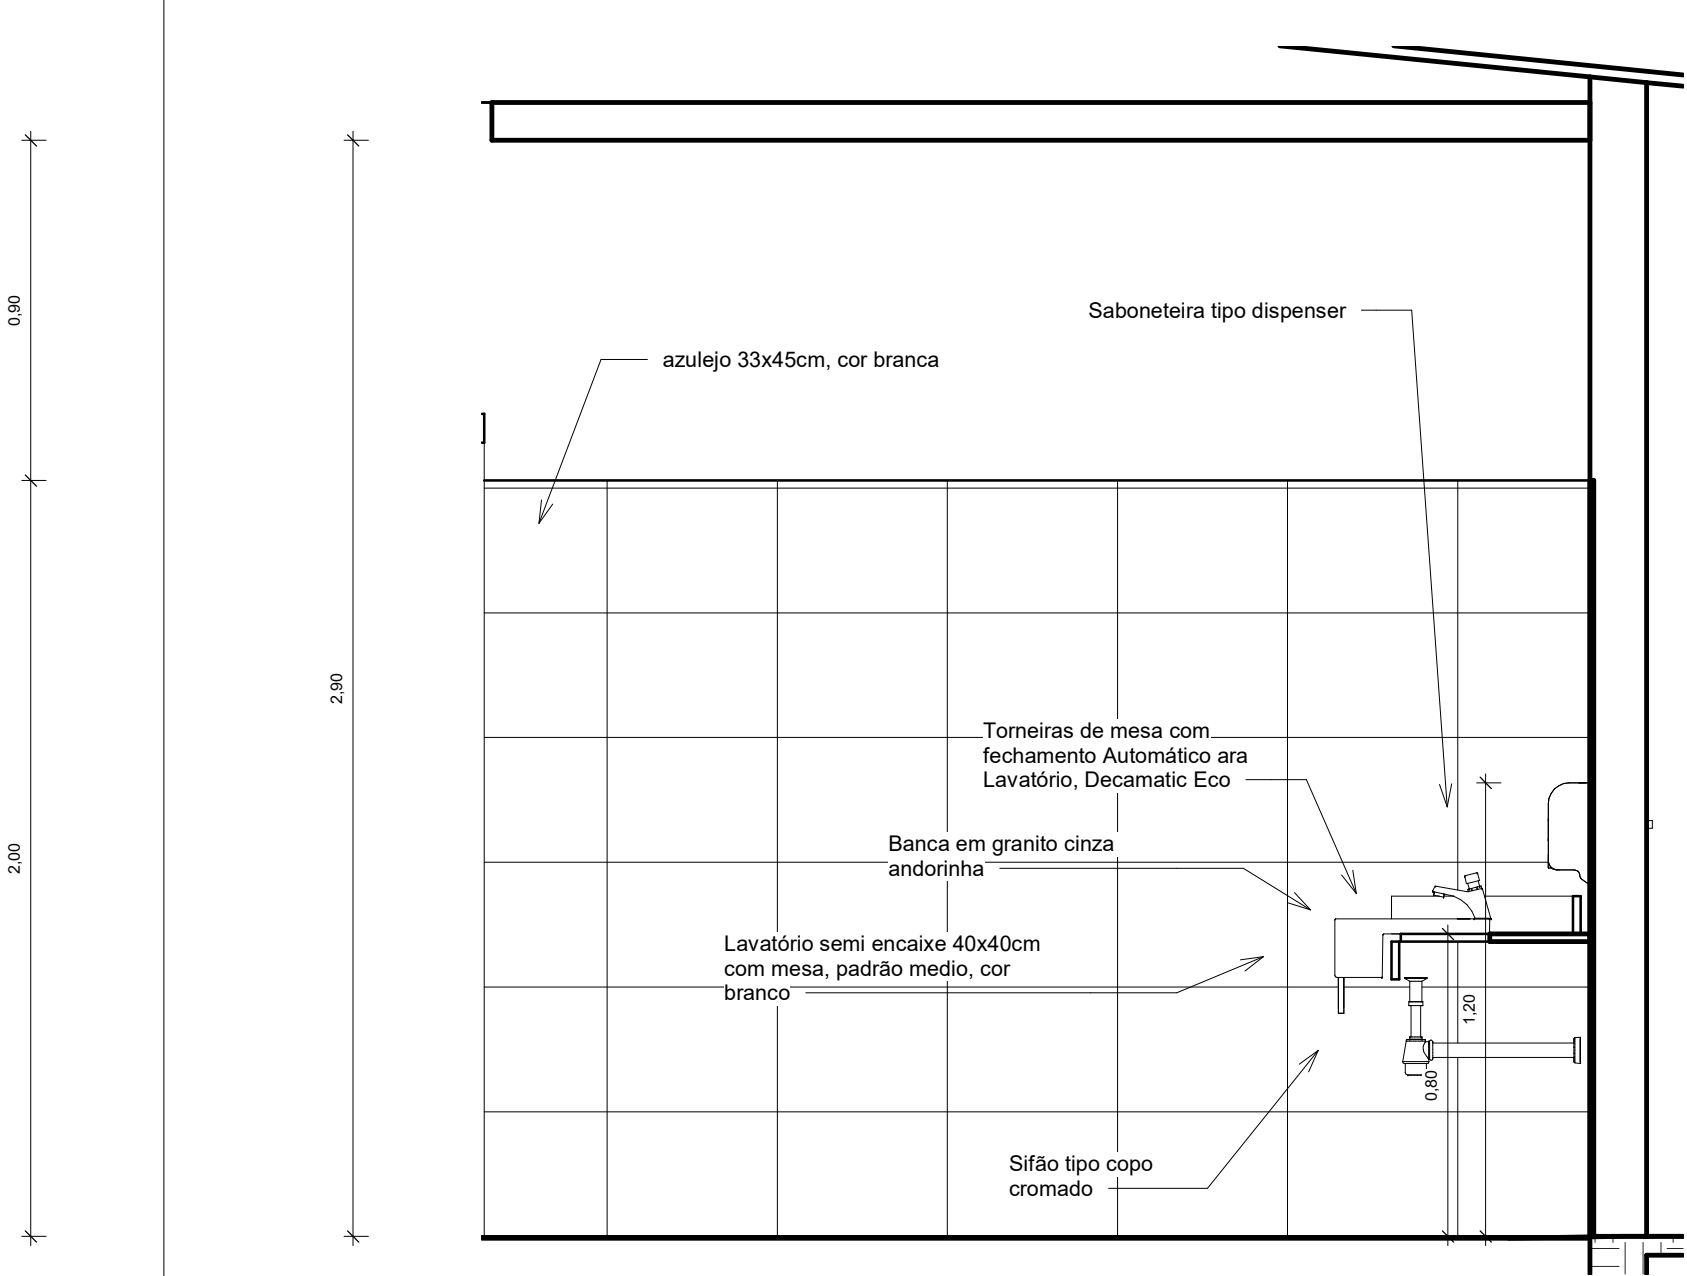 0,90
Saboneteira tipo dispenser
azulejo 33x45cm, cor branca
2,90
Torneiras de mesa com
fechamento Automático ara
Lavatório, Decamatic Eco
2,00
Banca em granito cinza
andorinha
Lavatório semi encaixe 40x40cm
com mesa, padrão medio, cor
branco
1,20
0,80
Sifão tipo copo
cromado